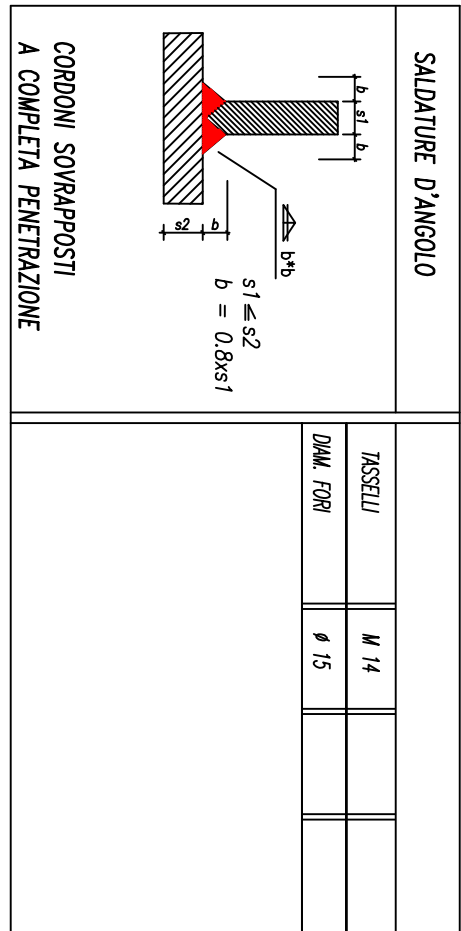 SALDATURE D'ANGOLO
b
s1
b
b*b
s2
b
s1 ≤ s2
b = 0.8xs1
CORDONI SOVRAPPOSTI
A COMPLETA PENETRAZIONE
TASSELLI M 14
DIAM. FORI ø 15